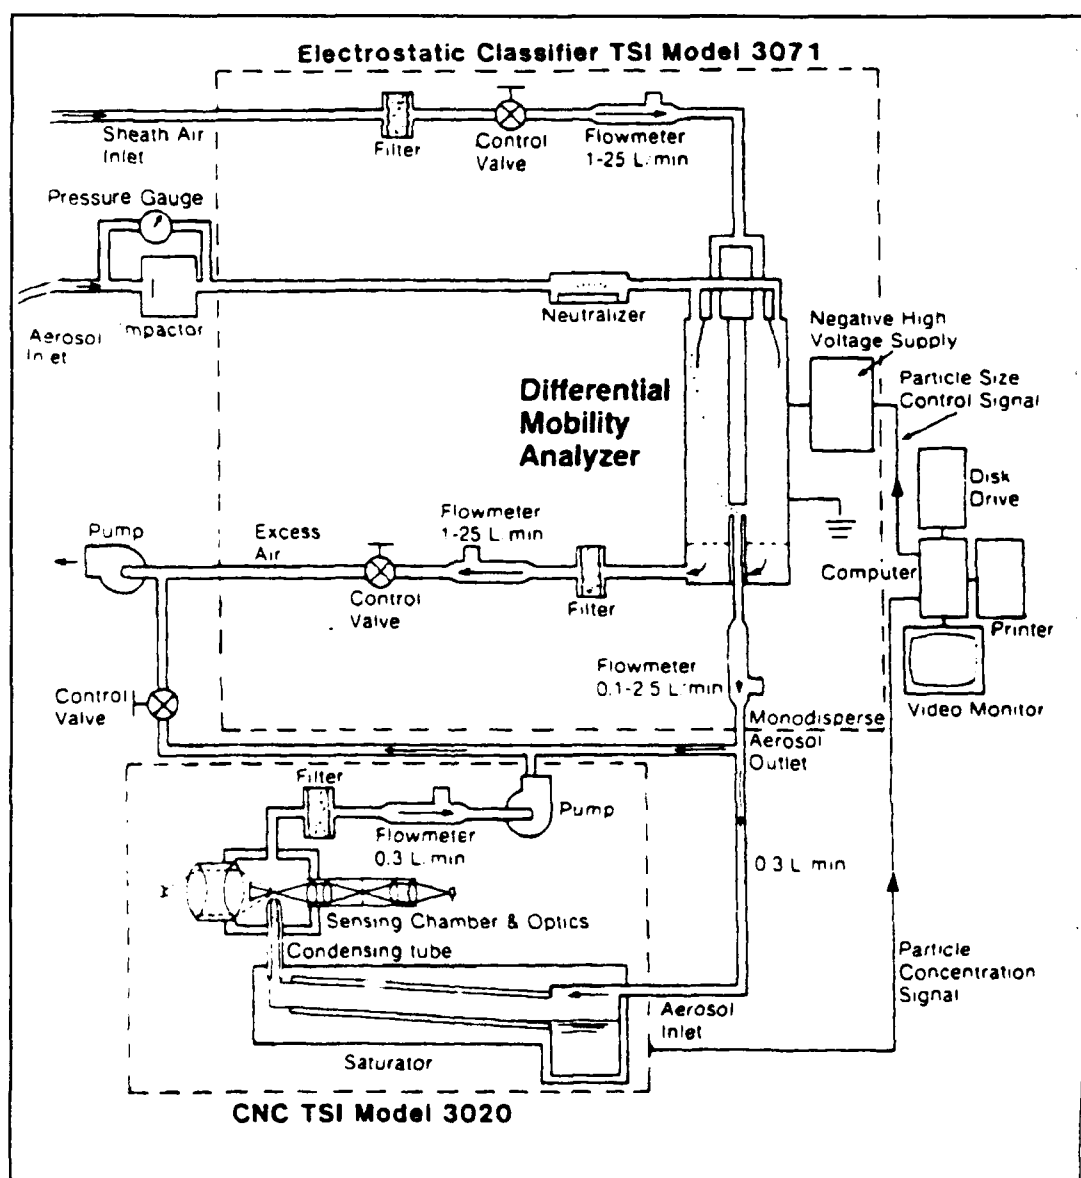 Electrostatic Classifier TSI Model 3071
Sheath Air
Inlet
Filter
Control
Valve
Flowmeter
1-25 L/min
Pressure Gauge
Impactor
Aerosol
Inlet
Neutralizer
Negative High
Voltage Supply
Particle Size
Control Signal
Differential
Mobility
Analyzer
Disk
Drive
Pump
Excess
Air
Flowmeter
1-25 L/min
Control
Valve
Filter
Computer
Printer
Flowmeter
0.1-2.5 L/min
Control
Valve
Video Monitor
Monodisperse
Aerosol
Outlet
Filter
Pump
Flowmeter
0.3 L/min
0.3 L/min
Sensing Chamber & Optics
Condensing tube
Particle
Concentration
Signal
Aerosol
Inlet
Saturator
CNC TSI Model 3020